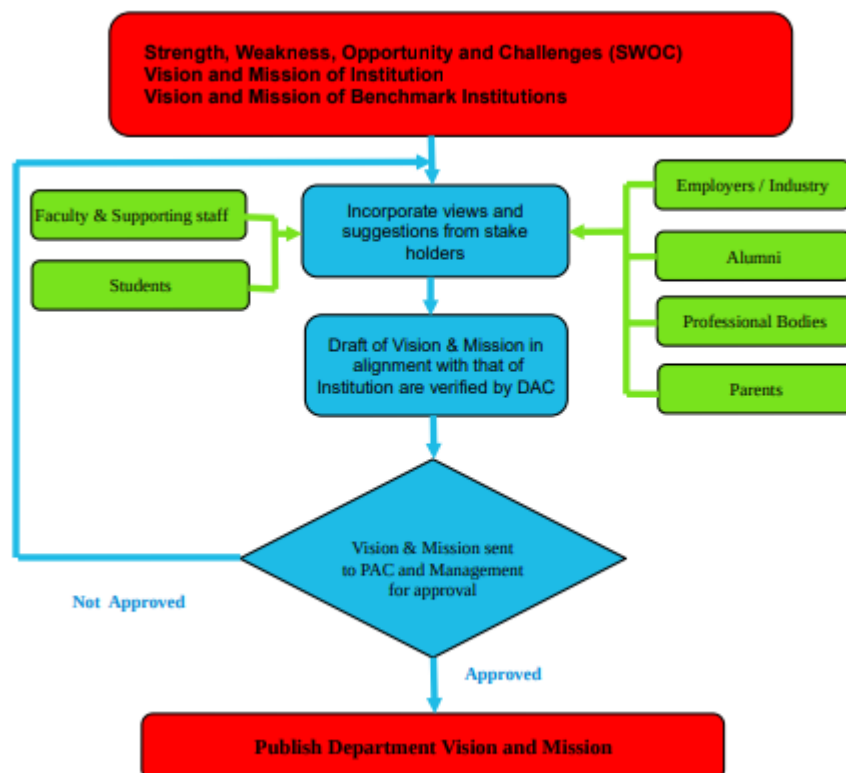 Strength, Weakness, Opportunity and Challenges (SWOC)
Vision and Mission of Institution
Vision and Mission of Benchmark Institutions
Faculty & Supporting staff
Students
Incorporate views and
suggestions from stake
holders
Employers / Industry
Alumni
Professional Bodies
Parents
Draft of Vision & Mission in
alignment with that of
Institution are verified by DAC
Vision & Mission sent
to PAC and Management
for approval
Not Approved
Approved
Publish Department Vision and Mission